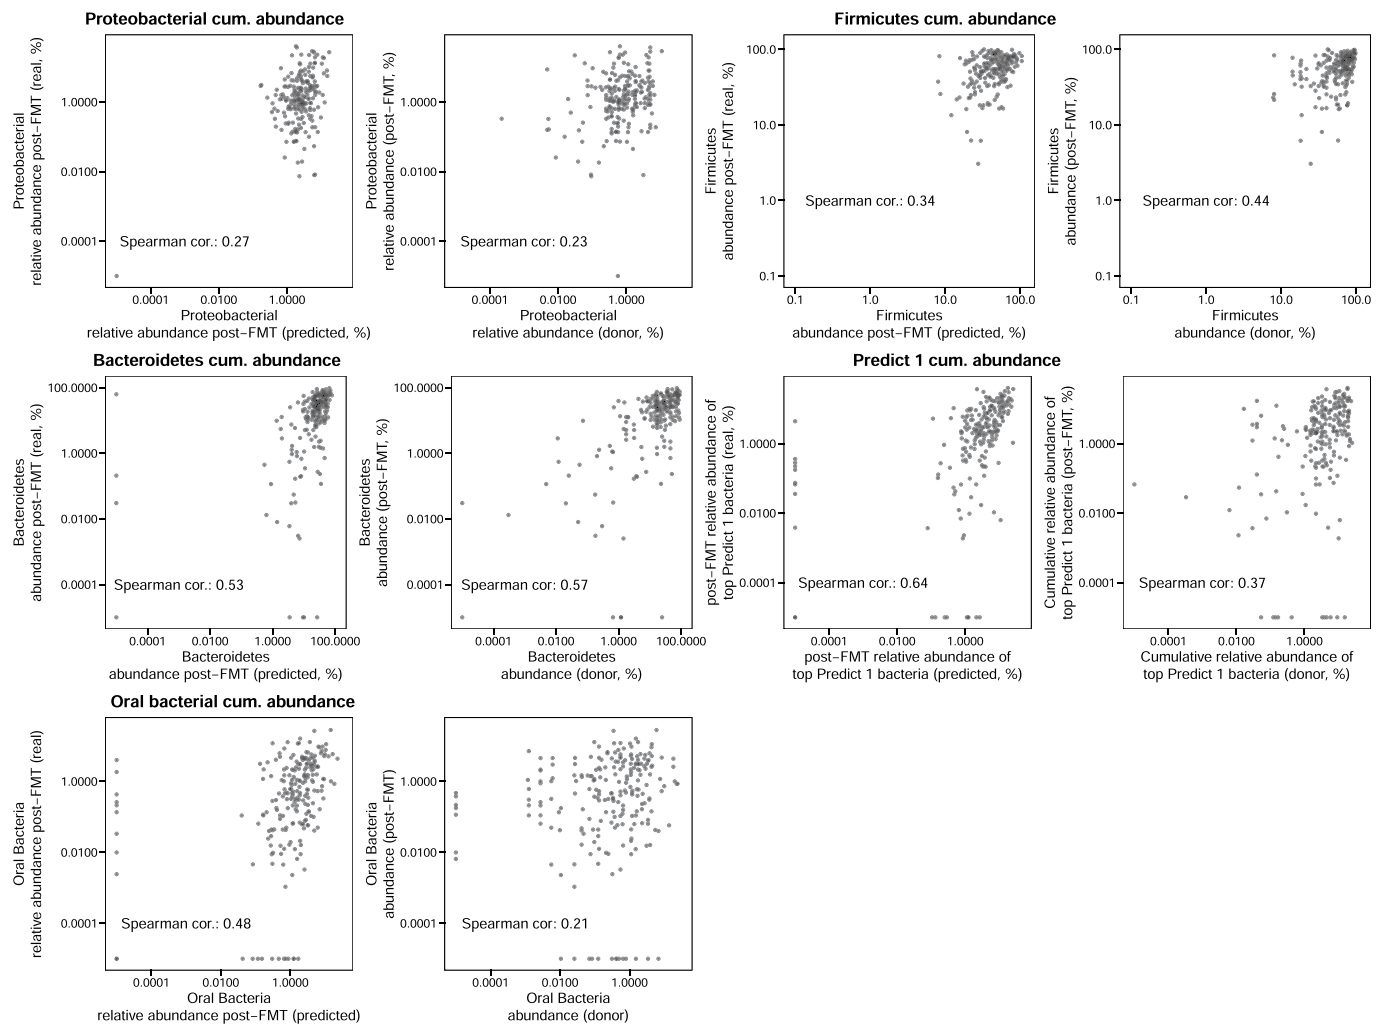 Proteobacterial cum. abundance
Proteobacterial
relative abundance post−FMT (real, %)
1.0000
0.0100
0.0001
Spearman cor.: 0.27
0.0001 0.0100 1.0000
Proteobacterial
relative abundance post−FMT (predicted, %)
Proteobacterial
relative abundance (post−FMT, %)
1.0000
0.0100
0.0001
Spearman cor: 0.23
0.0001 0.0100 1.0000
Proteobacterial
relative abundance (donor, %)
Firmicutes cum. abundance
Firmicutes
abundance post−FMT (real, %)
100.0
10.0
1.0
0.1
Spearman cor.: 0.34
0.1 1.0 10.0 100.0
Firmicutes
abundance post−FMT (predicted, %)
Firmicutes
abundance (post−FMT, %)
100.0
10.0
1.0
0.1
Spearman cor: 0.44
0.1 1.0 10.0 100.0
Firmicutes
abundance (donor, %)
Bacteroidetes cum. abundance
Bacteroidetes
abundance post−FMT (real, %)
100.0000
1.0000
0.0100
0.0001
Spearman cor.: 0.53
0.0001 0.0100 1.0000 100.0000
Bacteroidetes
abundance post−FMT (predicted, %)
Bacteroidetes
abundance (post−FMT, %)
100.0000
1.0000
0.0100
0.0001
Spearman cor: 0.57
0.0001 0.0100 1.0000 100.0000
Bacteroidetes
abundance (donor, %)
Predict 1 cum. abundance
post−FMT relative abundance of
top Predict 1 bacteria (real, %)
1.0000
0.0100
0.0001
Spearman cor.: 0.64
0.0001 0.0100 1.0000
post−FMT relative abundance of
top Predict 1 bacteria (predicted, %)
Cumulative relative abundance of
top Predict 1 bacteria (post−FMT, %)
1.0000
0.0100
0.0001
Spearman cor: 0.37
0.0001 0.0100 1.0000
Cumulative relative abundance of
top Predict 1 bacteria (donor, %)
Oral bacterial cum. abundance
Oral Bacteria
relative abundance post−FMT (real)
1.0000
0.0100
0.0001
Spearman cor.: 0.48
0.0001 0.0100 1.0000
Oral Bacteria
relative abundance post−FMT (predicted)
Oral Bacteria
abundance (post−FMT)
1.0000
0.0100
0.0001
Spearman cor: 0.21
0.0001 0.0100 1.0000
Oral Bacteria
abundance (donor)